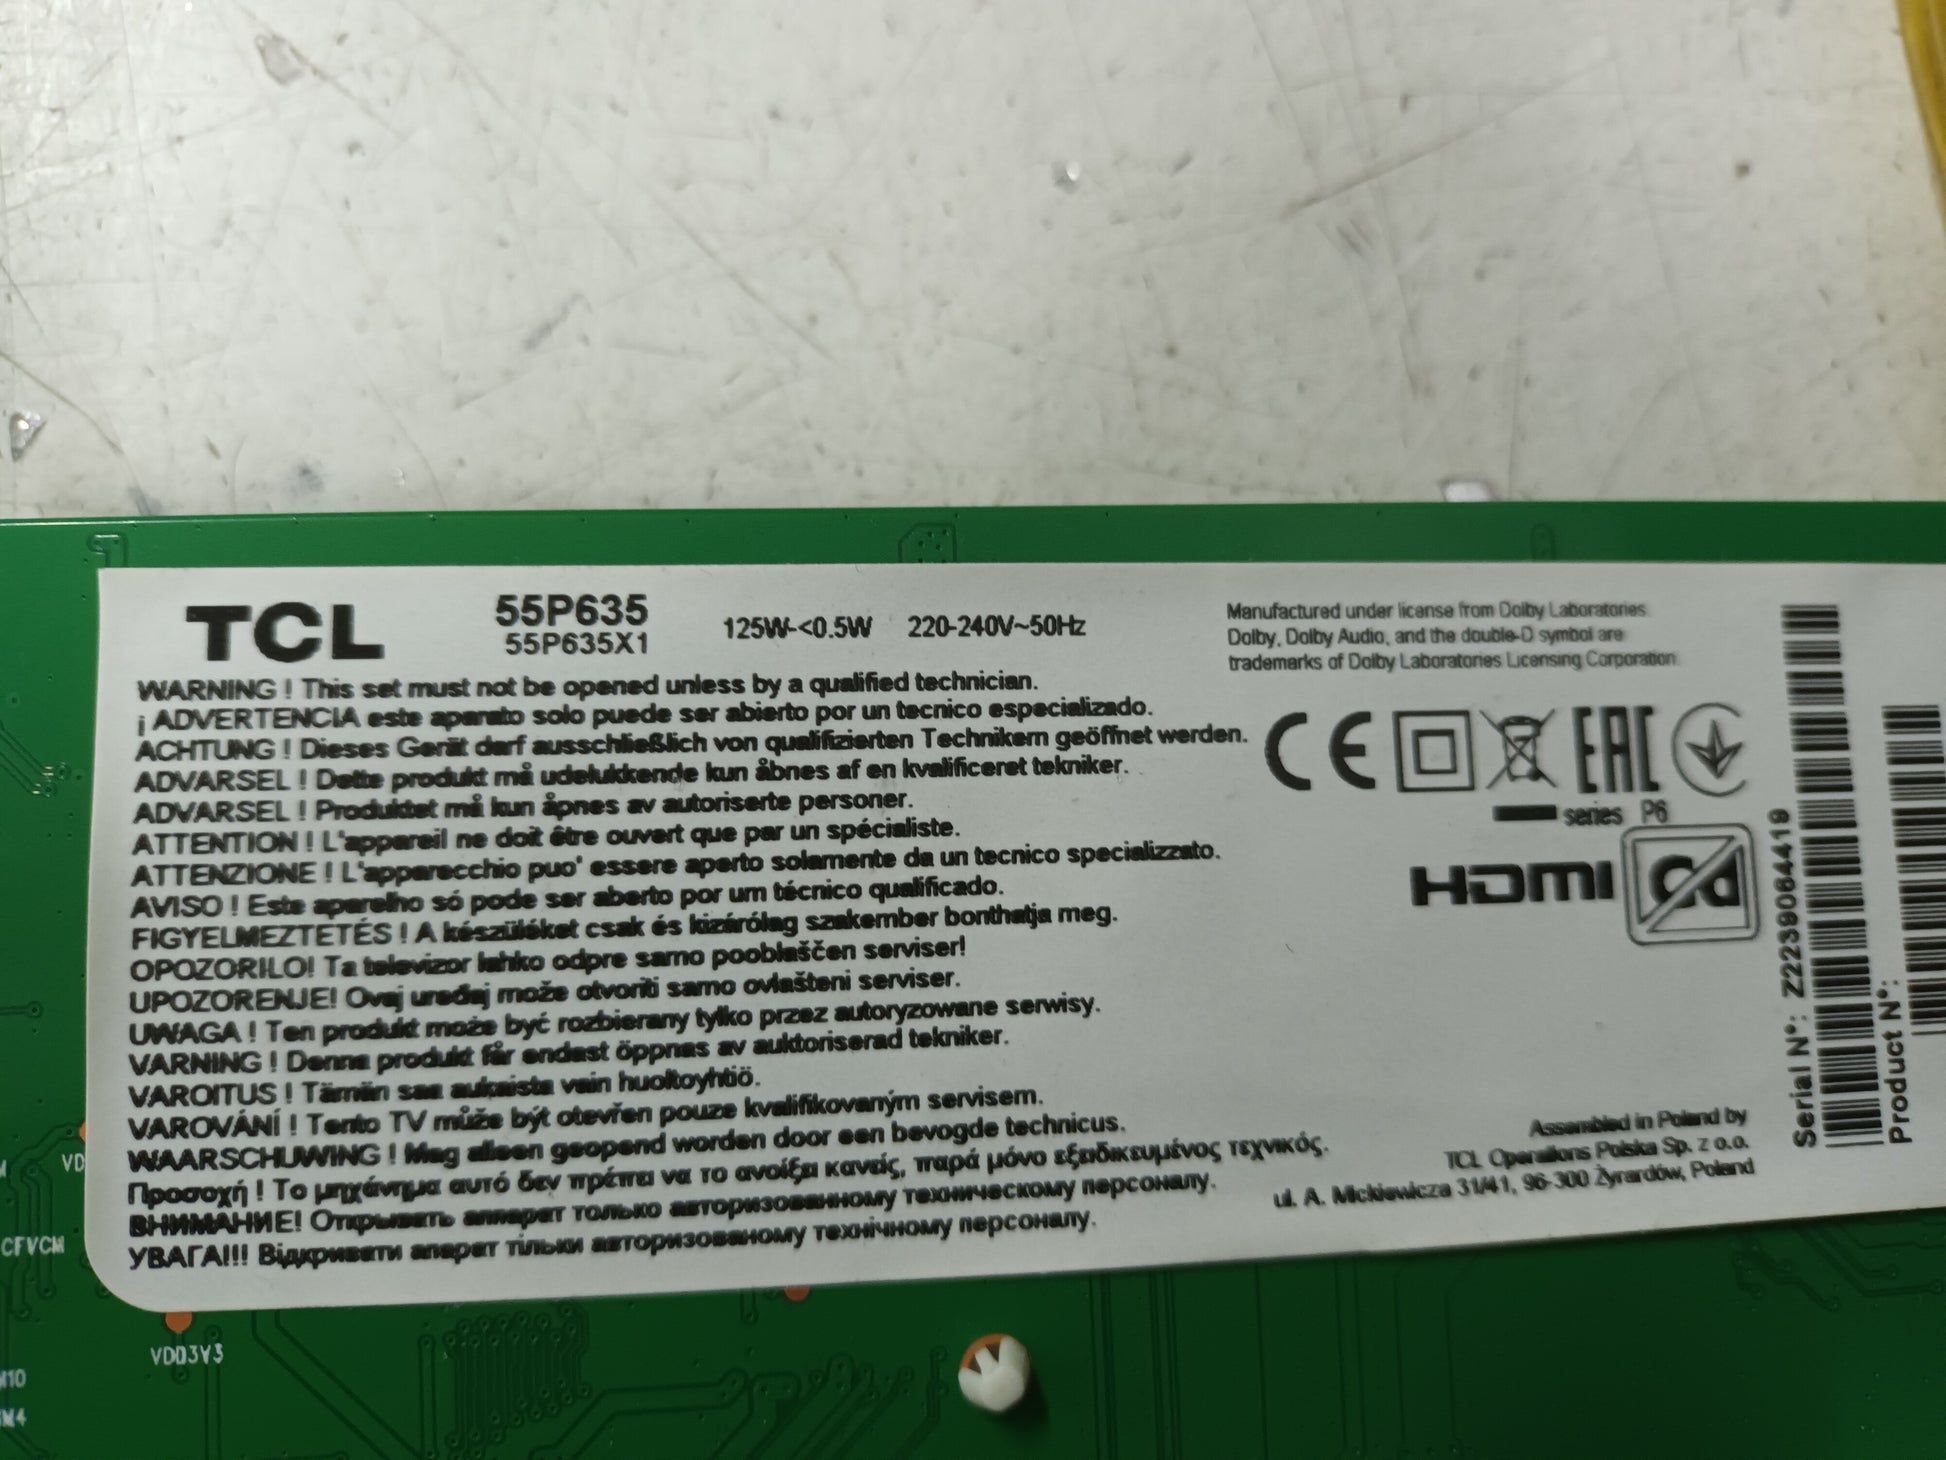 TCL
55P635
55P635X1
125W-<0.5W 220-240V~50Hz
Manufactured under license from Dolby Laboratories.
Dolby, Dolby Audio, and the double-D symbol are
trademarks of Dolby Laboratories Licensing Corporation.
WARNING ! This set must not be opened unless by a qualified technician.
¡ ADVERTENCIA este aparato solo puede ser abierto por un tecnico especializado.
ACHTUNG ! Dieses Gerät darf ausschließlich von qualifizierten Technikern geöffnet werden.
ADVARSEL ! Dette produkt må udelukkende kun åbnes af en kvalificeret tekniker.
ADVARSEL ! Produktet må kun åpnes av autoriserte personer.
ATTENTION ! L'appareil ne doit être ouvert que par un spécialiste.
ATTENZIONE ! L'apparecchio puo' essere aperto solamente da un tecnico specializzato.
AVISO ! Este aparelho só pode ser aberto por um técnico qualificado.
FIGYELMEZTETÉS ! A készüléket csak és kizárólag szakember bonthatja meg.
OPOZORILO! Ta televizor lahko odpre samo pooblaščen serviser!
UPOZORENJE! Ovaj uređaj može otvoriti samo ovlašteni serviser.
UWAGA ! Ten produkt może być rozbierany tylko przez autoryzowane serwisy.
VARNING ! Denna produkt får endast öppnas av auktoriserad tekniker.
VAROITUS ! Tämän saa aukaista vain huoltoyhtiö.
VAROVÁNÍ ! Tento TV může být otevřen pouze kvalifikovaným servisem.
WAARSCHUWING ! Mag alleen geopend worden door een bevogde technicus.
Προσοχή ! Το μηχάνημα αυτό δεν πρέπει να το ανοίξει κανείς, παρά μόνο εξειδικευμένος τεχνικός.
ВНИМАНИЕ! Открывать аппарат только авторизованному техническому персоналу.
УВАГА!!! Відкривати апарат тільки авторизованому технічному персоналу.
CE
EAC
series P6
HDMI
Assembled in Poland by
TCL Operations Polska Sp. z o.o.
ul. A. Mickiewicza 31/41, 96-300 Żyrardów, Poland
Serial N°: Z223806A4419
Product N°:
VD
CFVCM
VDD3V3
M10